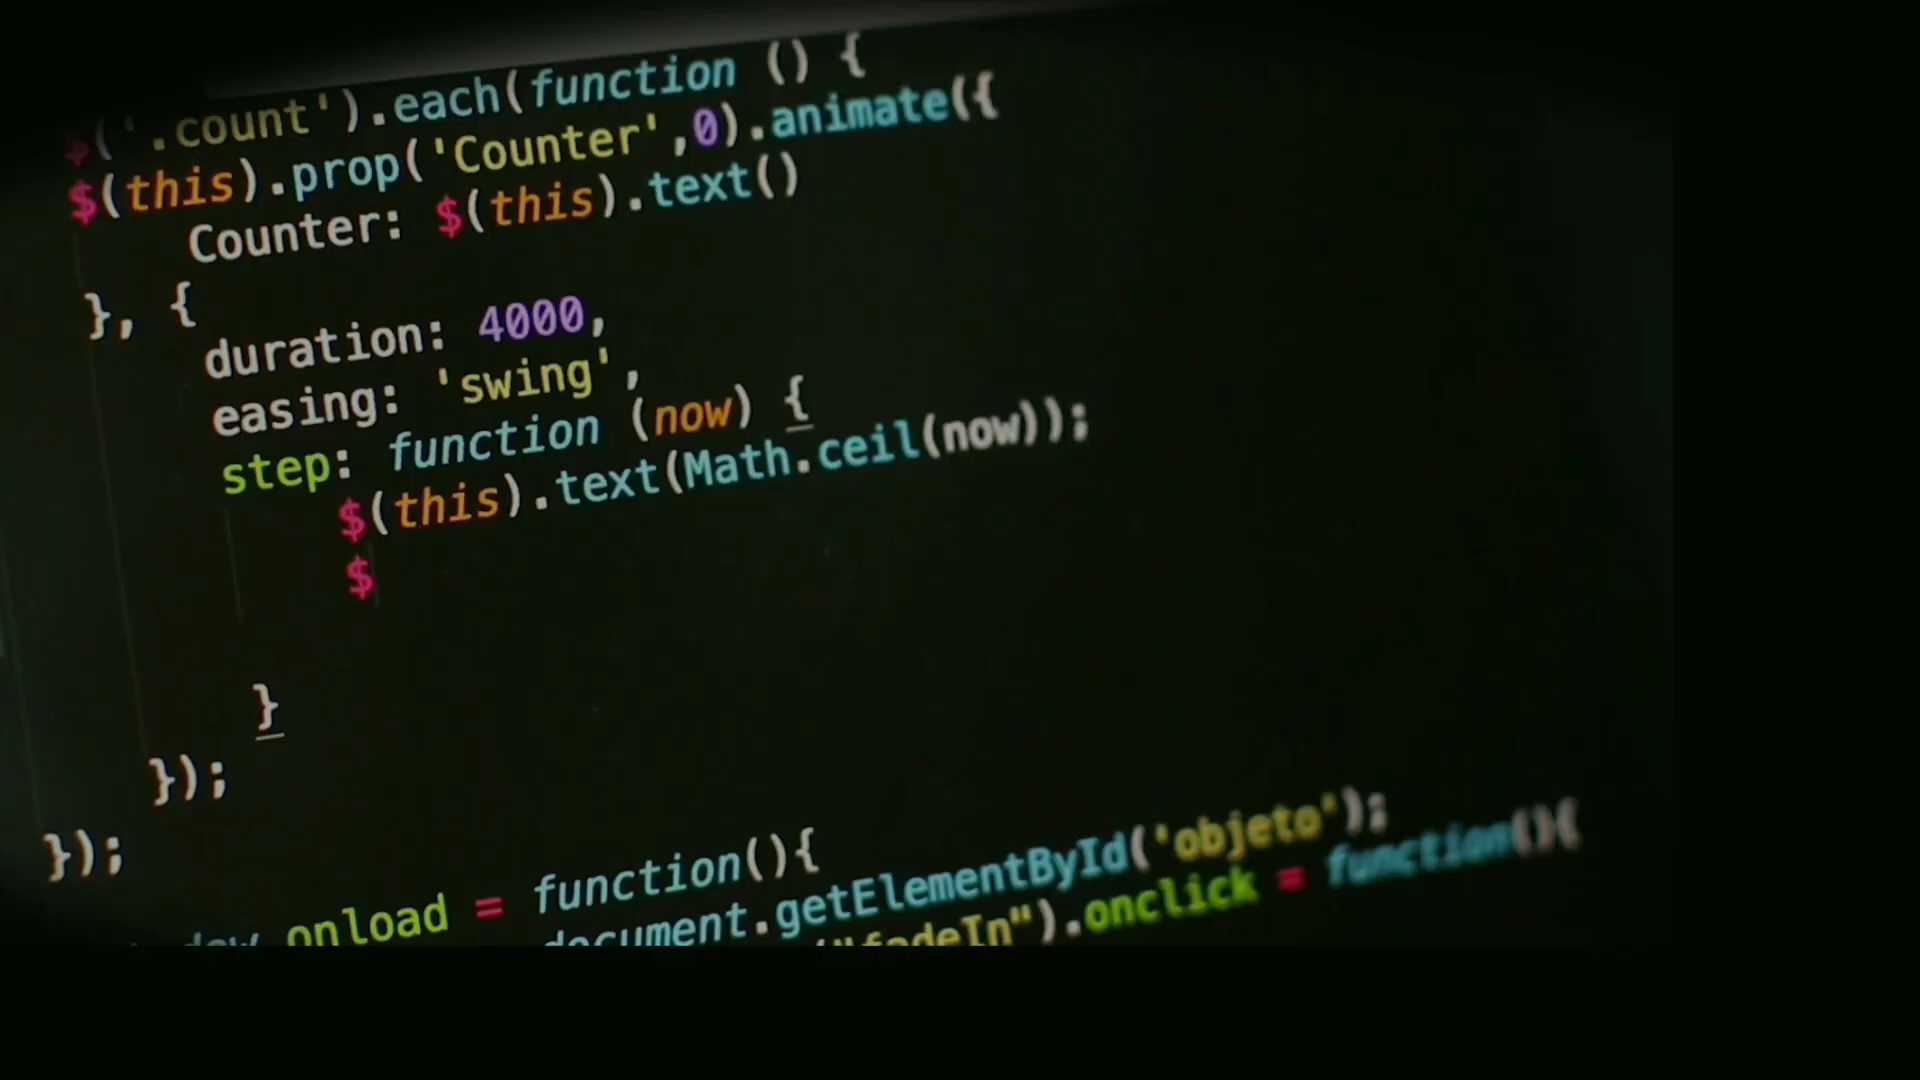 $('.count').each(function () {
$(this).prop('Counter',0).animate({
Counter: $(this).text()
}, {
duration: 4000,
easing: 'swing',
step: function (now) {
$(this).text(Math.ceil(now));
$
}
});
});
onload = function(){
document.getElementById('objeto');
"fadeIn").onclick = function(){